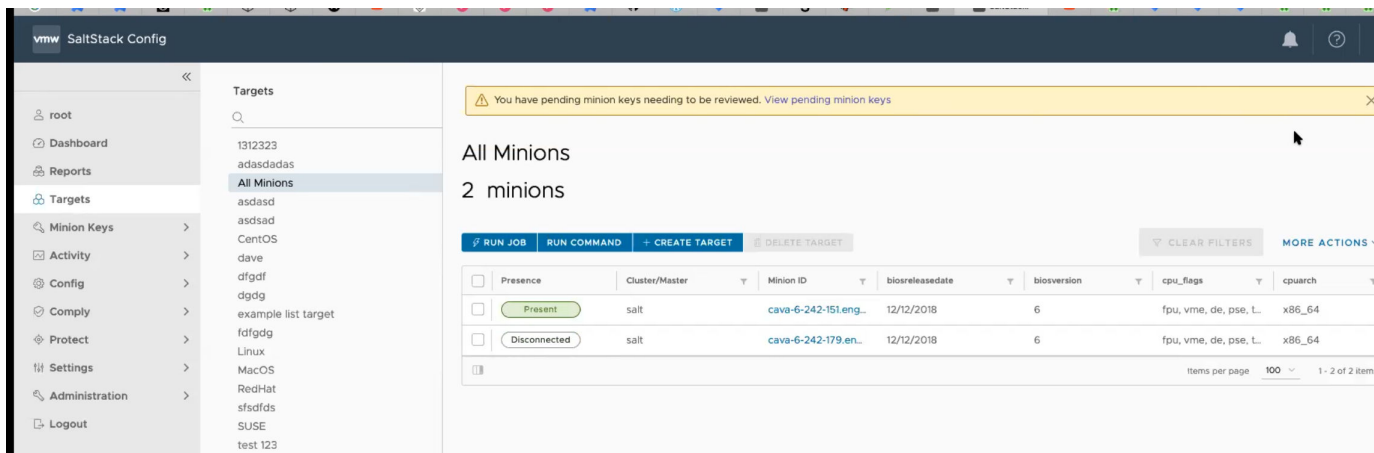 vmw SaltStack Config
root
Dashboard
Reports
Targets
Minion Keys
Activity
Config
Comply
Protect
Settings
Administration
Logout
Targets
1312323
adasdadas
All Minions
asdasd
asdsad
CentOS
dave
dfgdf
dgdg
example list target
fdfgdg
Linux
MacOS
RedHat
sfsdfds
SUSE
test 123
You have pending minion keys needing to be reviewed. View pending minion keys
All Minions
2 minions
RUN JOB RUN COMMAND + CREATE TARGET DELETE TARGET CLEAR FILTERS MORE ACTIONS
Presence Cluster/Master Minion ID biosreleasedate biosversion cpu_flags cpuarch
Present salt cava-6-242-151.eng... 12/12/2018 6 fpu, vme, de, pse, t... x86_64
Disconnected salt cava-6-242-179.en... 12/12/2018 6 fpu, vme, de, pse, t... x86_64
Items per page 100 1 - 2 of 2 item